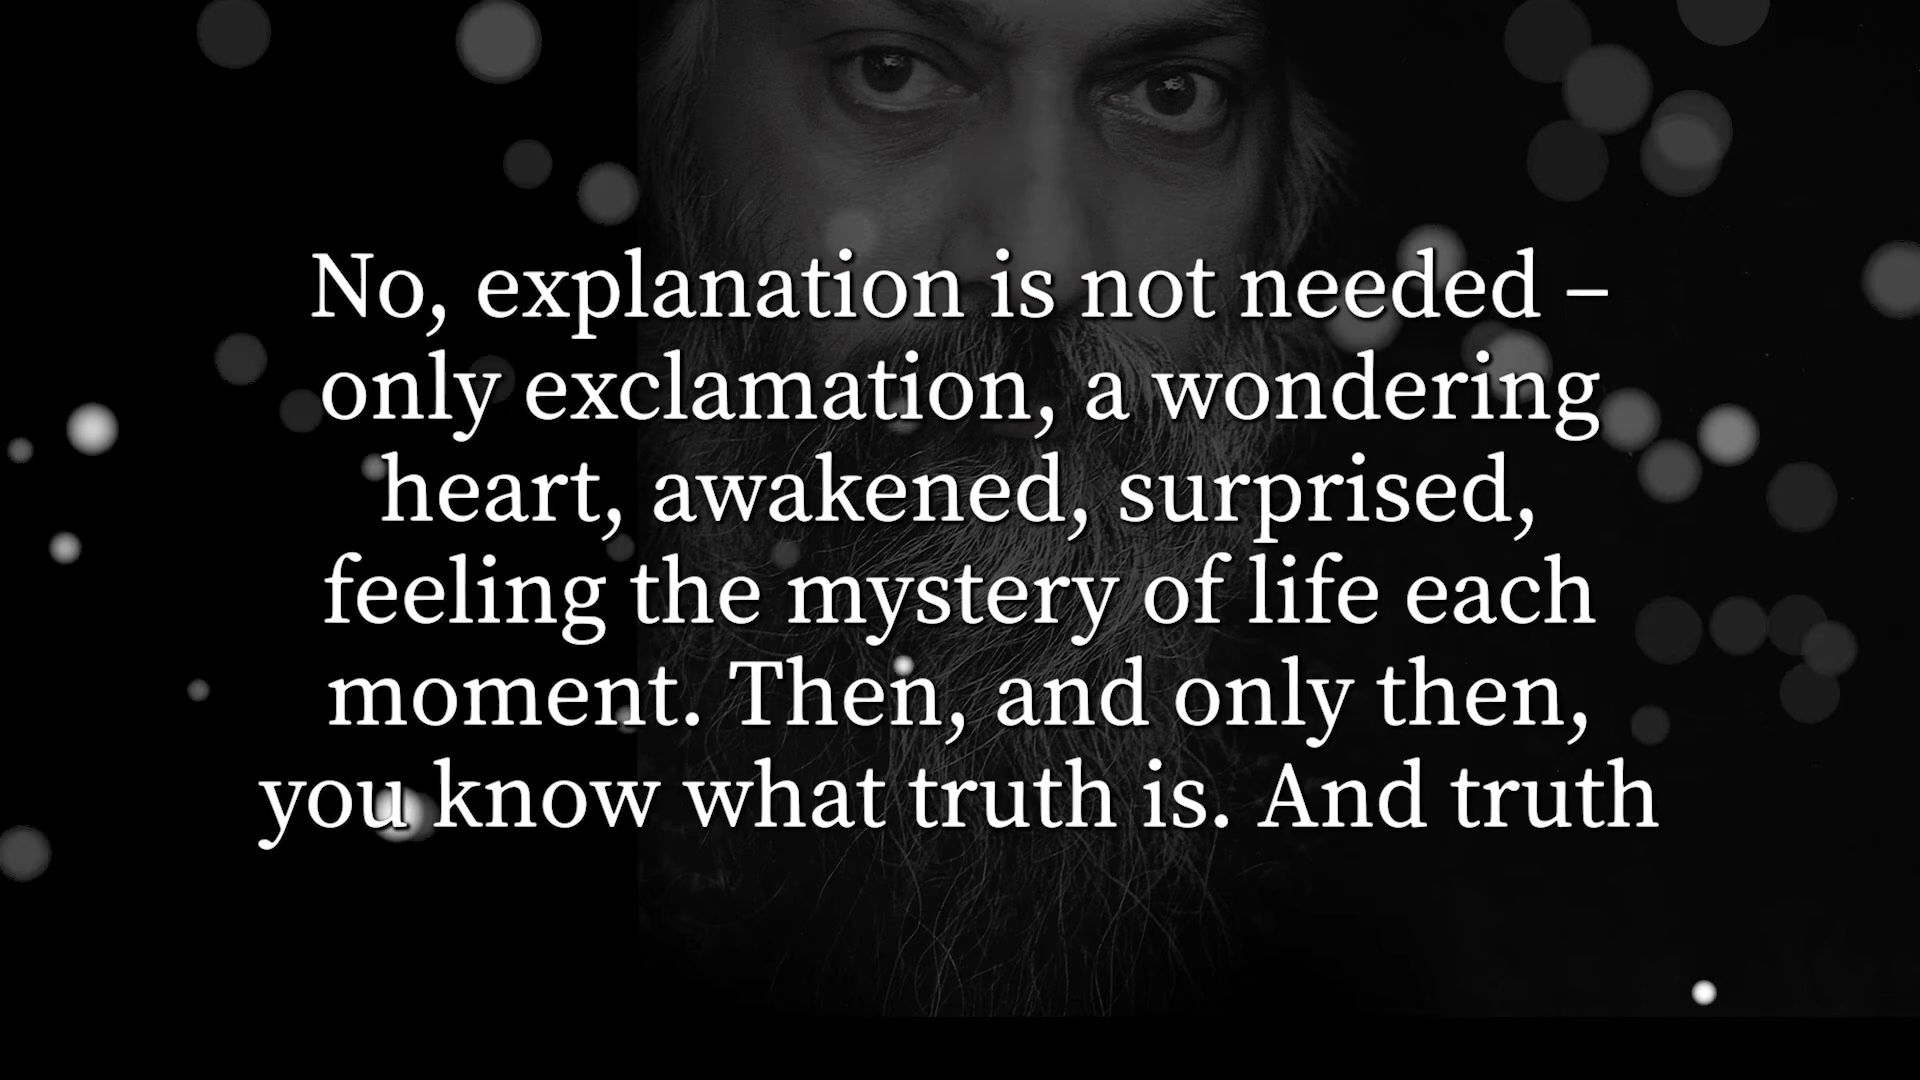 No, explanation is not needed –
only exclamation, a wondering
heart, awakened, surprised,
feeling the mystery of life each
moment. Then, and only then,
you know what truth is. And truth